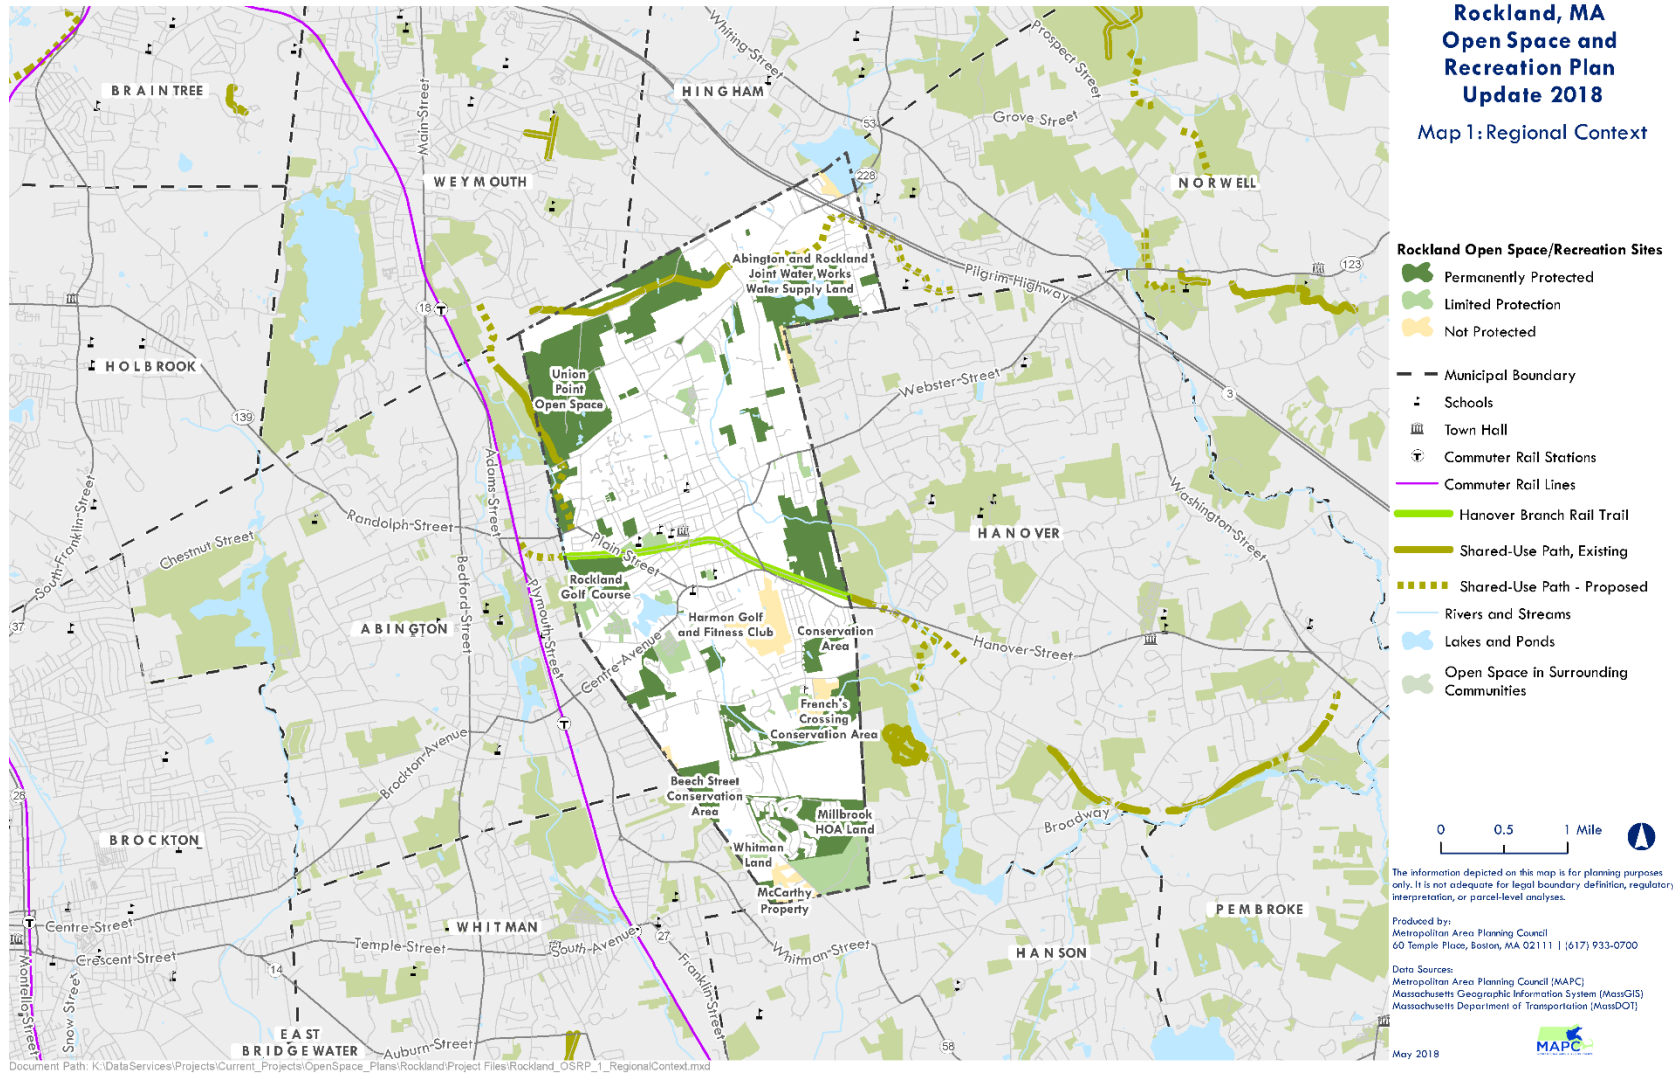 Rockland, MA
Open Space and
Recreation Plan
Update 2018
Map 1: Regional Context
Rockland Open Space/Recreation Sites
Permanently Protected
Limited Protection
Not Protected
Municipal Boundary
Schools
Town Hall
Commuter Rail Stations
Commuter Rail Lines
Hanover Branch Rail Trail
Shared-Use Path, Existing
Shared-Use Path - Proposed
Rivers and Streams
Lakes and Ponds
Open Space in Surrounding
Communities
0 0.5 1 Mile
The information depicted on this map is for planning purposes
only. It is not adequate for legal boundary definition, regulatory
interpretation, or parcel-level analyses.
Produced by:
Metropolitan Area Planning Council
60 Temple Place, Boston, MA 02111 | (617) 933-0700
Data Sources:
Metropolitan Area Planning Council (MAPC)
Massachusetts Geographic Information System (MassGIS)
Massachusetts Department of Transportation (MassDOT)
MAPC
May 2018
BRAINTREE
HINGHAM
WEYMOUTH
NORWELL
HOLBROOK
HANOVER
ABINGTON
BROCKTON
WHITMAN
HANSON
PEMBROKE
EAST
BRIDGEWATER
Main-Street
Whiting-Street
Prospect Street
Grove Street
53
228
123
Pilgrim-Highway
3
18
T
139
Webster-Street
Washington-Street
Adams-Street
Randolph-Street
Chestnut Street
South-Franklin-Street
37
Bedford-Street
Plymouth-Street
Plain-Street
Centre-Avenue
Hanover-Street
Brockton-Avenue
T
28
Broadway
T
Centre-Street
Crescent-Street
Temple-Street
South-Avenue
27
Whitman-Street
Franklin-Street
14
Montello-Street
Snow Street
Auburn-Street
58
Abington and Rockland
Joint Water Works
Water Supply Land
Union
Point
Open Space
Rockland
Golf Course
Harmon Golf
and Fitness Club
Conservation
Area
French's
Crossing
Conservation Area
Beech Street
Conservation
Area
Millbrook
HOA Land
Whitman
Land
McCarthy
Property
Document Path: K:\DataServices\Projects\Current_Projects\OpenSpace_Plans\Rockland\Project Files\Rockland_OSRP_1_RegionalContext.mxd